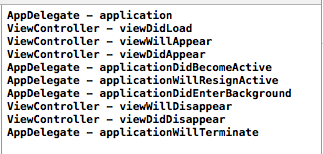 AppDelegate – application
ViewController – viewDidLoad
ViewController – viewWillAppear
ViewController – viewDidAppear
AppDelegate – applicationDidBecomeActive
AppDelegate – applicationWillResignActive
AppDelegate – applicationDidEnterBackground
ViewController – viewWillDisappear
ViewController – viewDidDisappear
AppDelegate – applicationWillTerminate